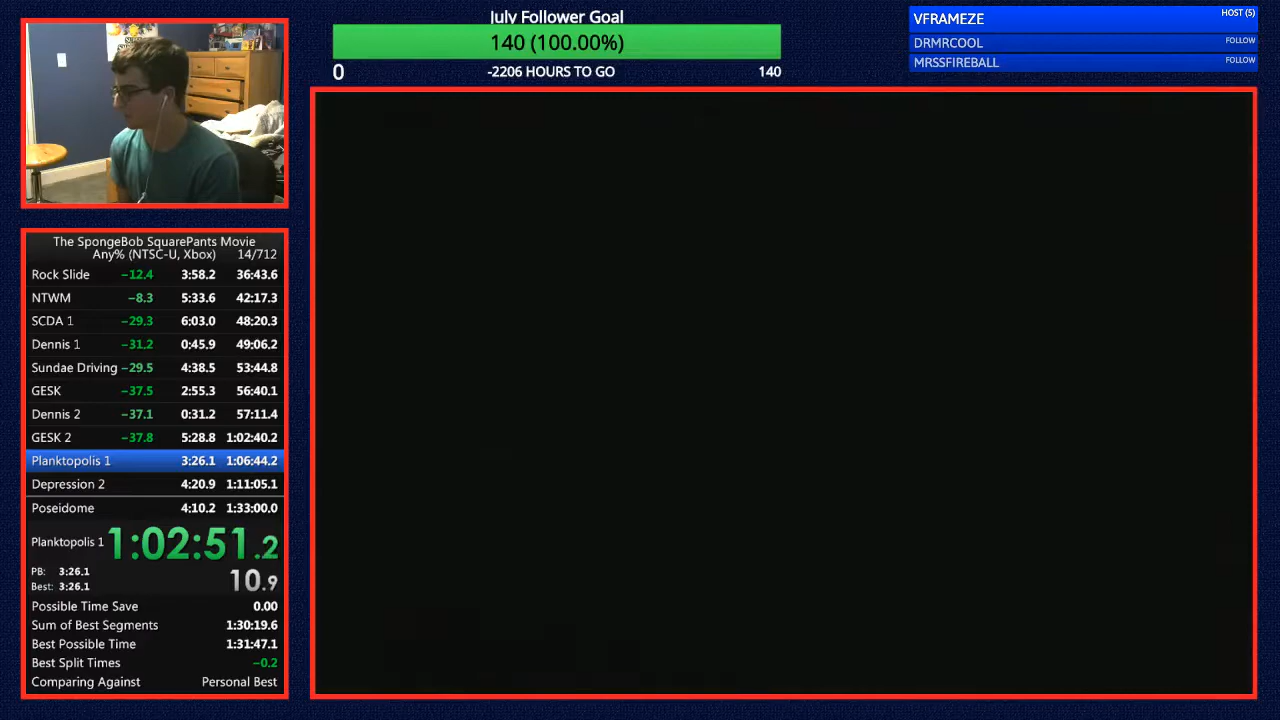 July Follower Goal
140 (100.00%)
0 -2206 HOURS TO GO 140
VFRAMEZE HOST (5)
DRMRCOOL FOLLOW
MRSSFIREBALL FOLLOW
The SpongeBob SquarePants Movie
Any% (NTSC-U, Xbox) 14/712
Rock Slide −12.4 3:58.2 36:43.6
NTWM −8.3 5:33.6 42:17.3
SCDA 1 −29.3 6:03.0 48:20.3
Dennis 1 −31.2 0:45.9 49:06.2
Sundae Driving −29.5 4:38.5 53:44.8
GESK −37.5 2:55.3 56:40.1
Dennis 2 −37.1 0:31.2 57:11.4
GESK 2 −37.8 5:28.8 1:02:40.2
Planktopolis 1 3:26.1 1:06:44.2
Depression 2 4:20.9 1:11:05.1
Poseidome 4:10.2 1:33:00.0
Planktopolis 1 1:02:51.2
PB: 3:26.1
Best: 3:26.1 10.9
Possible Time Save 0.00
Sum of Best Segments 1:30:19.6
Best Possible Time 1:31:47.1
Best Split Times −0.2
Comparing Against Personal Best